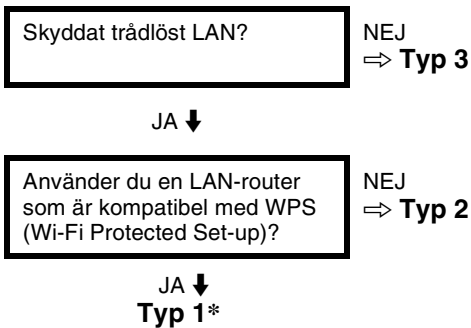 Skyddat trådlöst LAN?
NEJ
⇨ Typ 3
JA ⬇
Använder du en LAN-router
som är kompatibel med WPS
(Wi-Fi Protected Set-up)?
NEJ
⇨ Typ 2
JA ⬇
Typ 1*